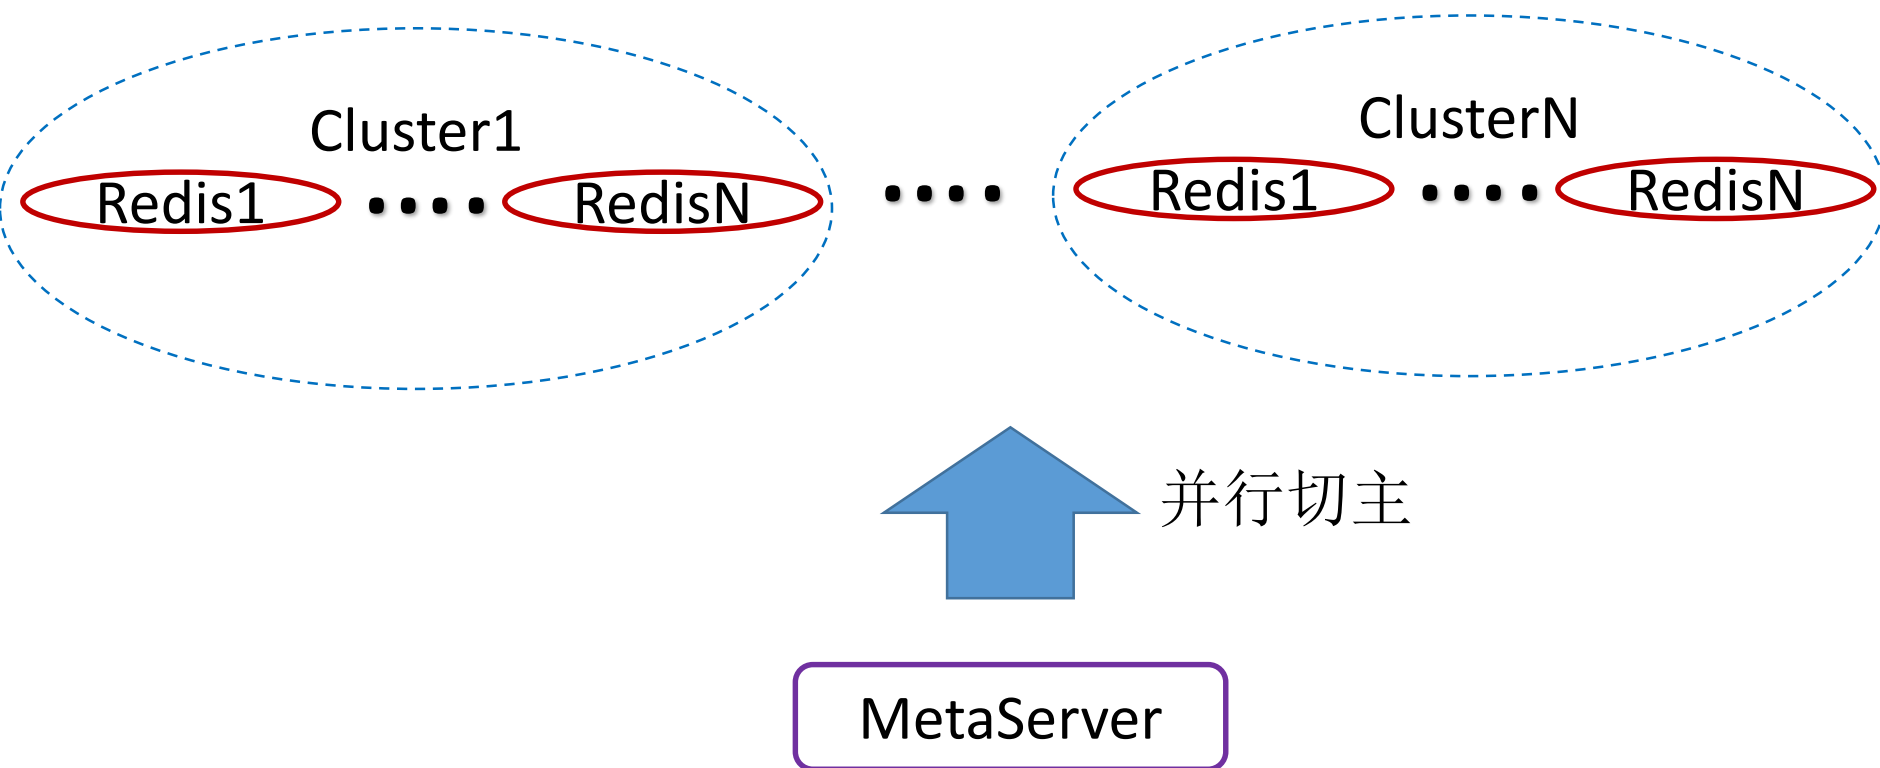 Cluster1
Redis1
RedisN
ClusterN
Redis1
RedisN
并行切主
MetaServer